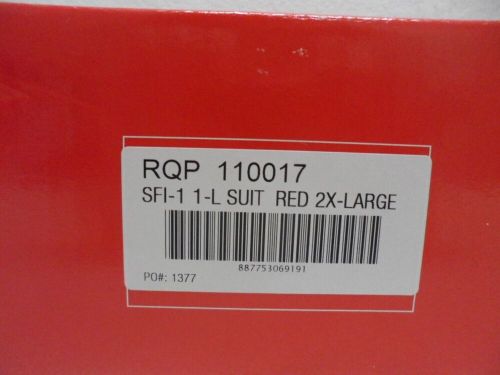 RQP 110017
SFI-1 1-L SUIT RED 2X-LARGE
887753069191
PO#: 1377